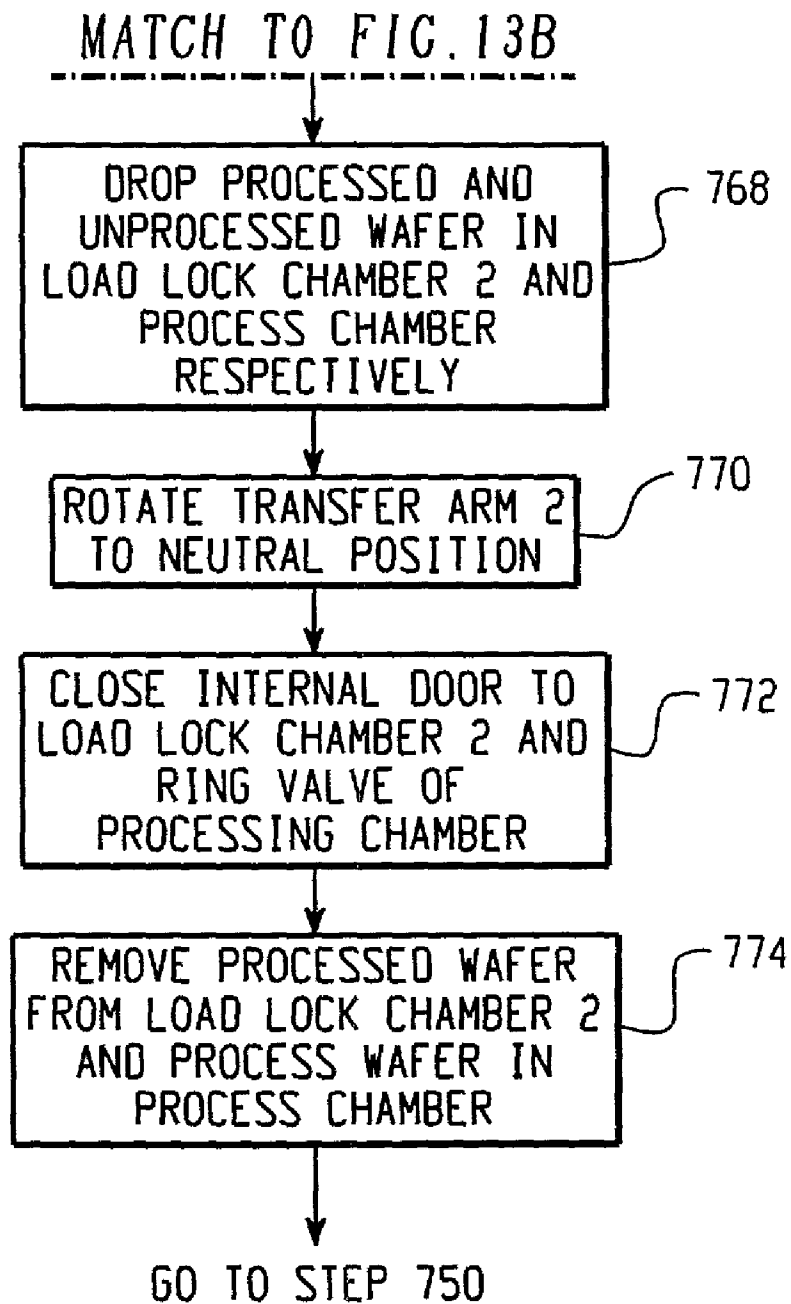 MATCH TO FIG.13B
DROP PROCESSED AND
UNPROCESSED WAFER IN
LOAD LOCK CHAMBER 2 AND
PROCESS CHAMBER
RESPECTIVELY
768
ROTATE TRANSFER ARM 2
TO NEUTRAL POSITION
770
CLOSE INTERNAL DOOR TO
LOAD LOCK CHAMBER 2 AND
RING VALVE OF
PROCESSING CHAMBER
772
REMOVE PROCESSED WAFER
FROM LOAD LOCK CHAMBER 2
AND PROCESS WAFER IN
PROCESS CHAMBER
774
GO TO STEP 750